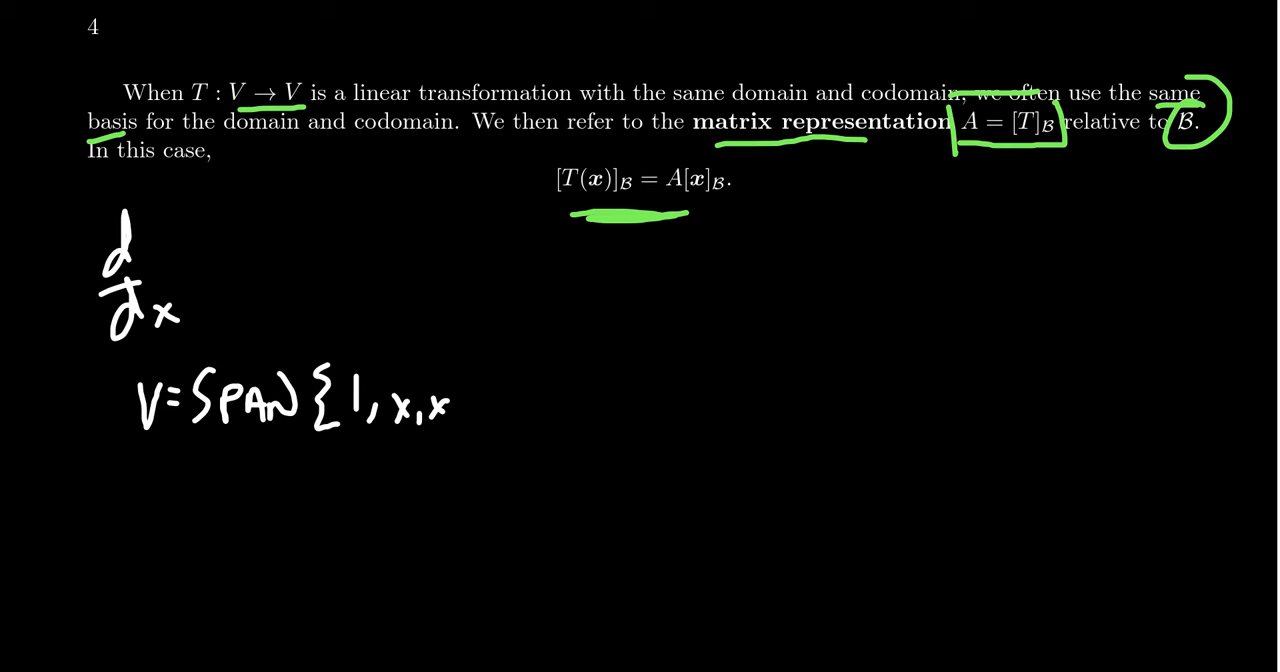 4
When T : V → V is a linear transformation with the same domain and codomain, we often use the same
basis for the domain and codomain. We then refer to the matrix representation A = [T]_B relative to B.
In this case,
[T(x)]_B = A[x]_B.
d
dx
V = SPAN { 1, x, x